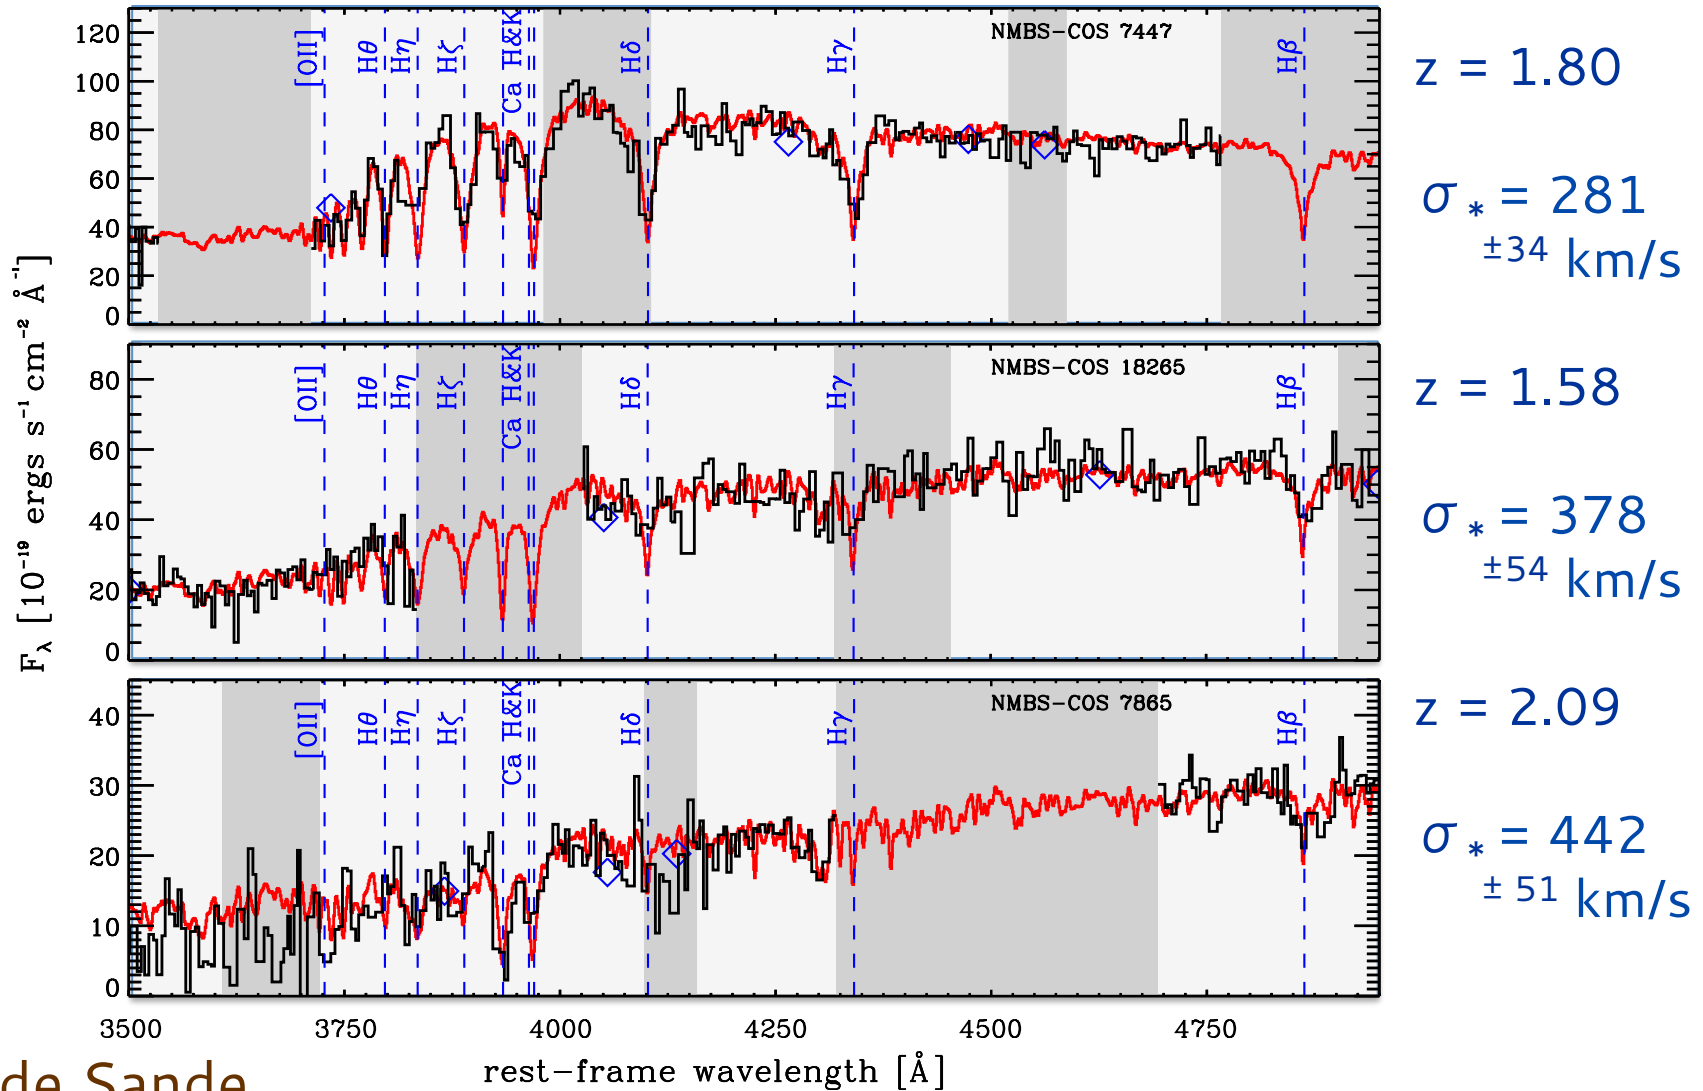 NMBS-COS 7447
[OII] Hθ Hη Hζ Ca H&K Hδ Hγ Hβ
120
100
80
60
40
20
0
z = 1.80
σ* = 281
±34 km/s
NMBS-COS 18265
[OII] Hθ Hη Hζ Ca H&K Hδ Hγ Hβ
80
60
40
20
0
z = 1.58
σ* = 378
±54 km/s
NMBS-COS 7865
[OII] Hθ Hη Hζ Ca H&K Hδ Hγ Hβ
40
30
20
10
0
z = 2.09
σ* = 442
± 51 km/s
F_λ [10⁻¹⁹ ergs s⁻¹ cm⁻² Å⁻¹]
3500 3750 4000 4250 4500 4750
rest-frame wavelength [Å]
de Sande